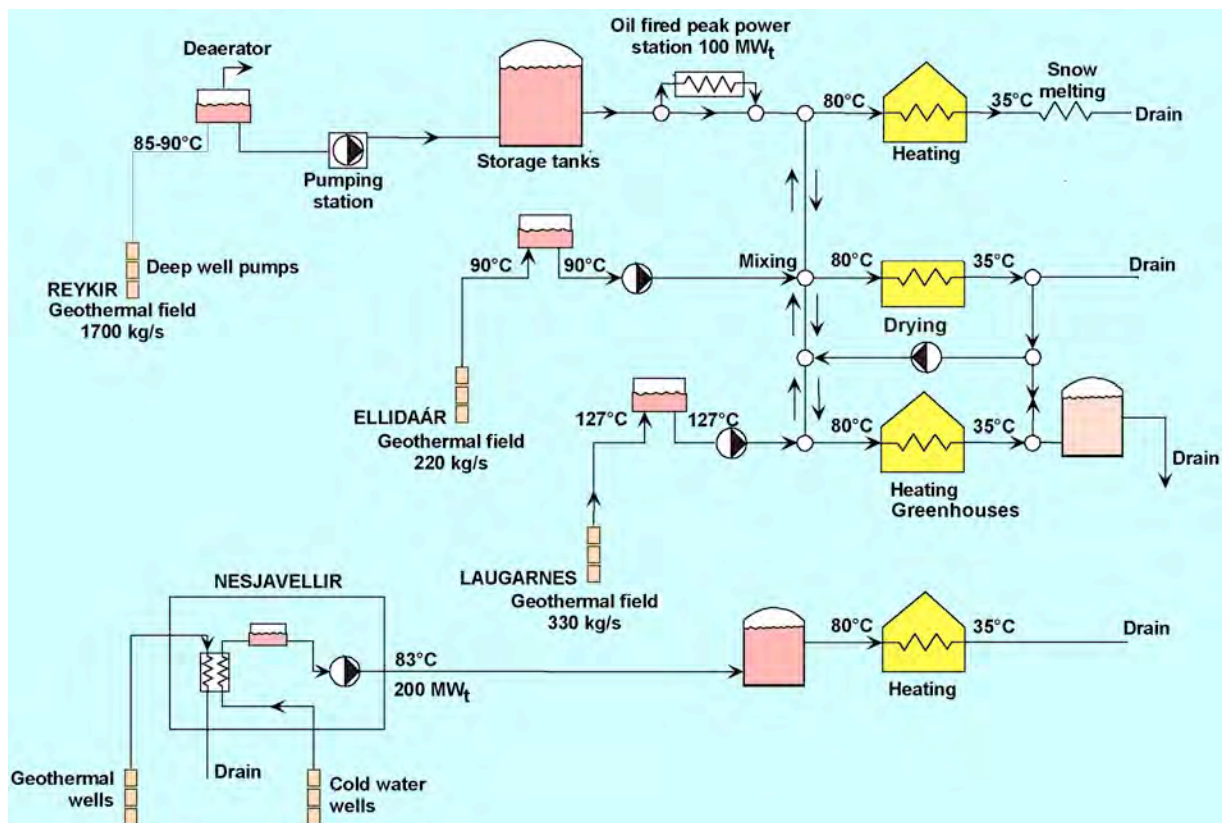 Oil fired peak power
station 100 MWt
Deaerator
Snow
melting
80°C
35°C
Drain
85-90°C
Storage tanks
Heating
Pumping
station
Deep well pumps
REYKIR
Geothermal field
1700 kg/s
90°C
90°C
Mixing
80°C
35°C
Drain
Drying
ELLIDAÁR
Geothermal field
220 kg/s
127°C
127°C
80°C
35°C
Drain
Heating
Greenhouses
LAUGARNES
Geothermal field
330 kg/s
NESJAVELLIR
83°C
200 MWt
80°C
35°C
Drain
Heating
Drain
Geothermal
wells
Cold water
wells